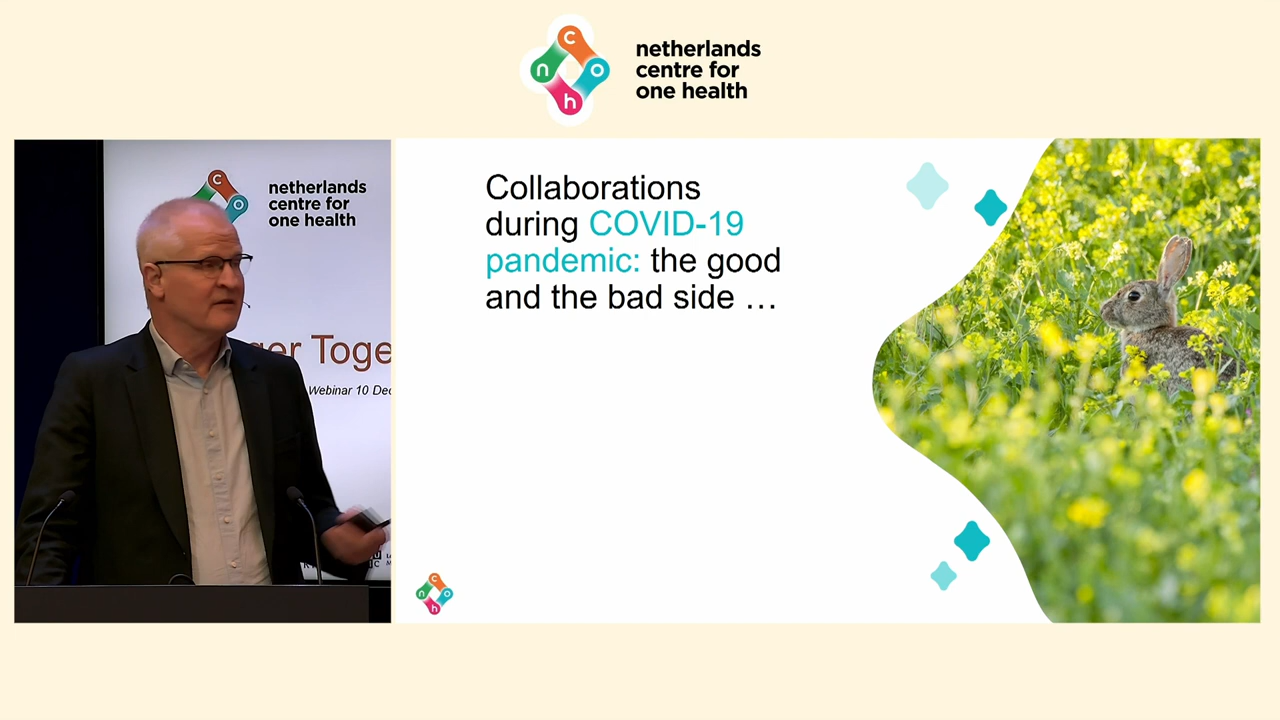 netherlands
centre for
one health
netherlands
centre for
one health
Toge
Webinar 10 Dec
Collaborations
during COVID-19
pandemic: the good
and the bad side …